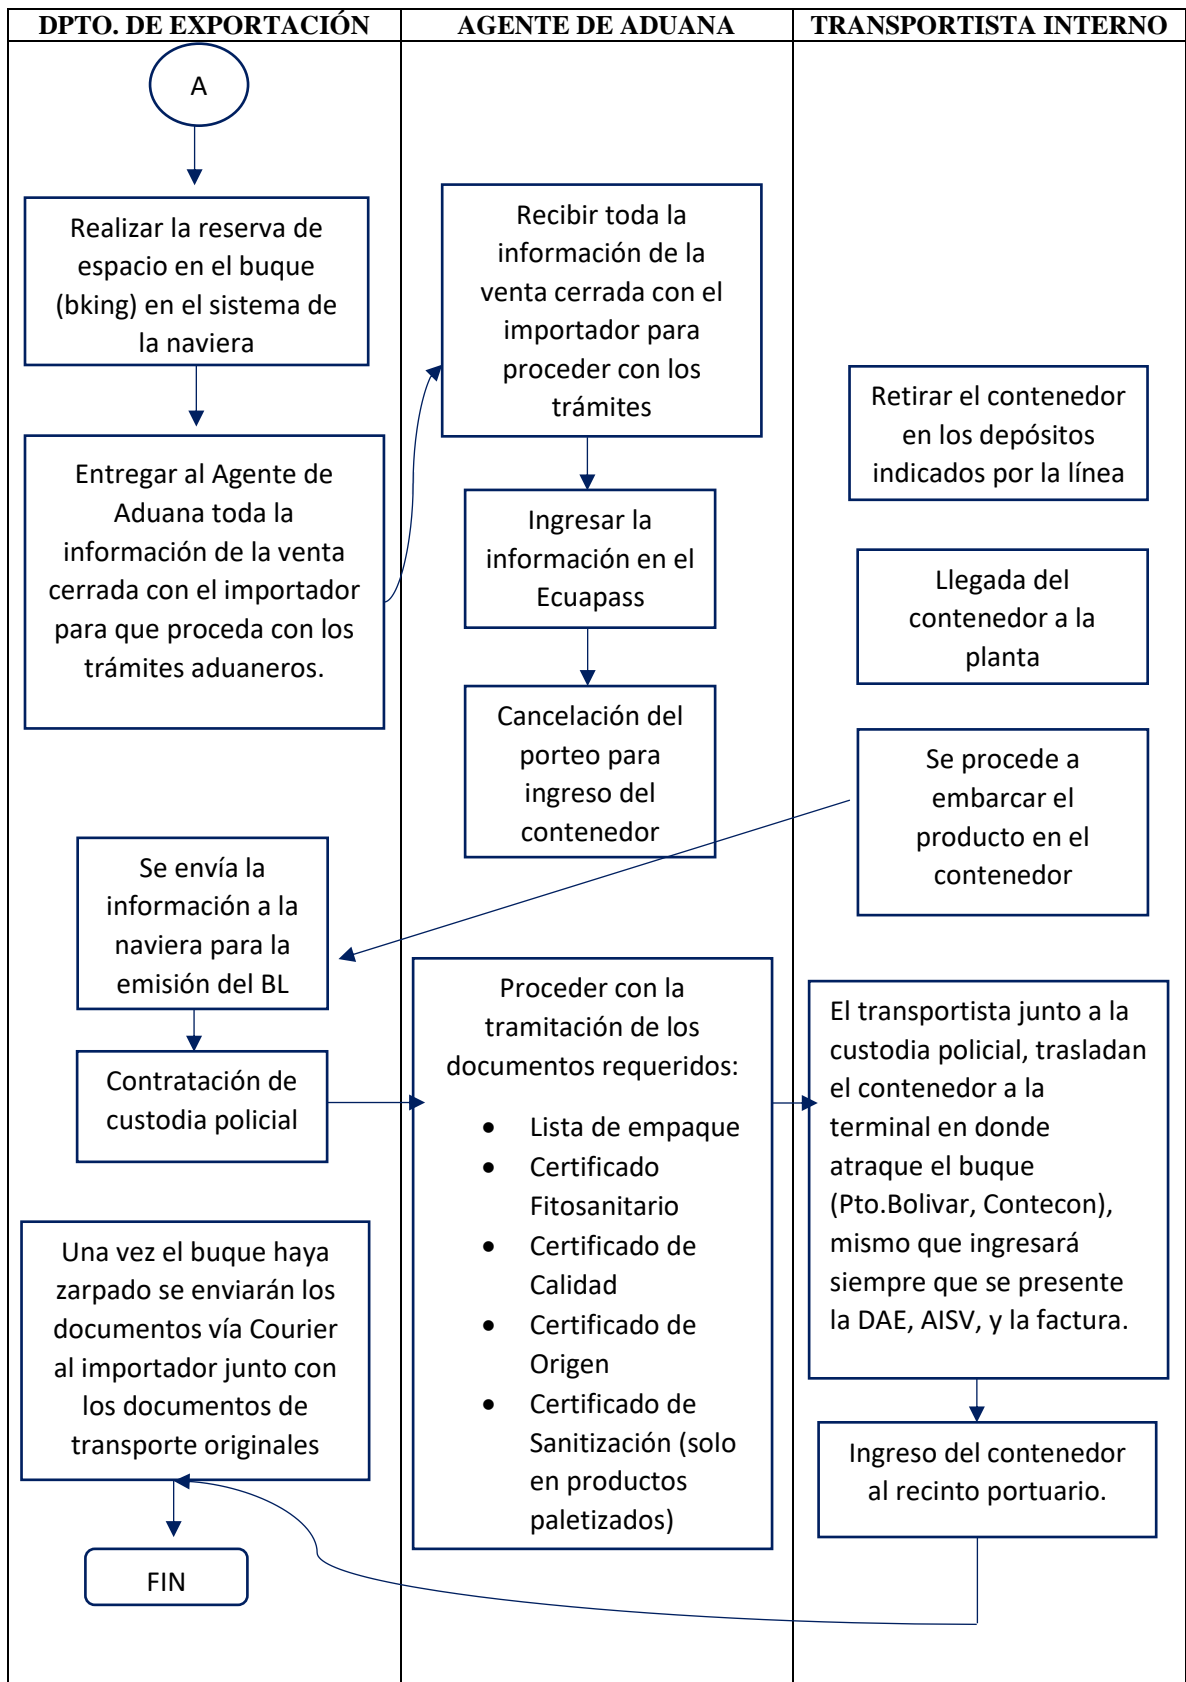 DPTO. DE EXPORTACIÓN
AGENTE DE ADUANA
TRANSPORTISTA INTERNO
A
Realizar la reserva de
espacio en el buque
(bking) en el sistema de
la naviera
Entregar al Agente de
Aduana toda la
información de la venta
cerrada con el importador
para que proceda con los
trámites aduaneros.
Recibir toda la
información de la
venta cerrada con el
importador para
proceder con los
trámites
Ingresar la
información en el
Ecuapass
Cancelación del
porteo para
ingreso del
contenedor
Retirar el contenedor
en los depósitos
indicados por la línea
Llegada del
contenedor a la
planta
Se procede a
embarcar el
producto en el
contenedor
Se envía la
información a la
naviera para la
emisión del BL
Contratación de
custodia policial
Proceder con la
tramitación de los
documentos requeridos:
• Lista de empaque
• Certificado
Fitosanitario
• Certificado de
Calidad
• Certificado de
Origen
• Certificado de
Sanitización (solo
en productos
paletizados)
El transportista junto a la
custodia policial, trasladan
el contenedor a la
terminal en donde
atraque el buque
(Pto.Bolivar, Contecon),
mismo que ingresará
siempre que se presente
la DAE, AISV, y la factura.
Ingreso del contenedor
al recinto portuario.
Una vez el buque haya
zarpado se enviarán los
documentos vía Courier
al importador junto con
los documentos de
transporte originales
FIN